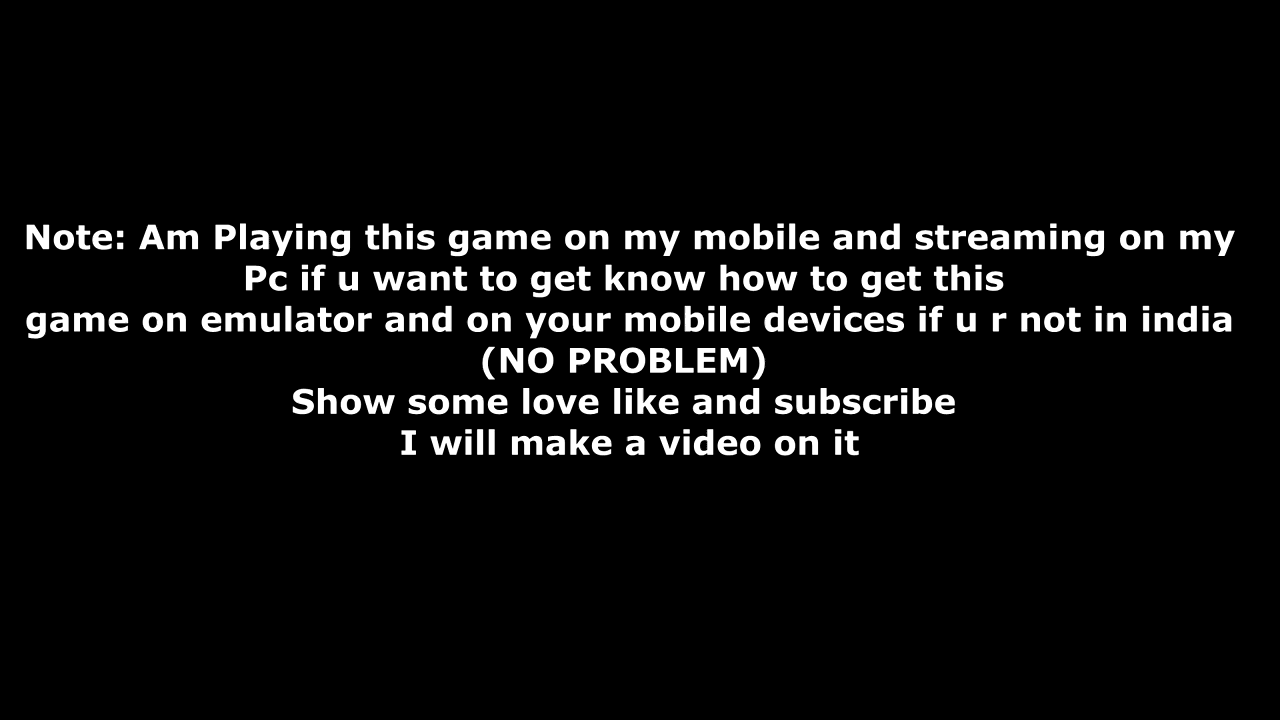 Note: Am Playing this game on my mobile and streaming on my
Pc if u want to get know how to get this
game on emulator and on your mobile devices if u r not in india
(NO PROBLEM)
Show some love like and subscribe
I will make a video on it